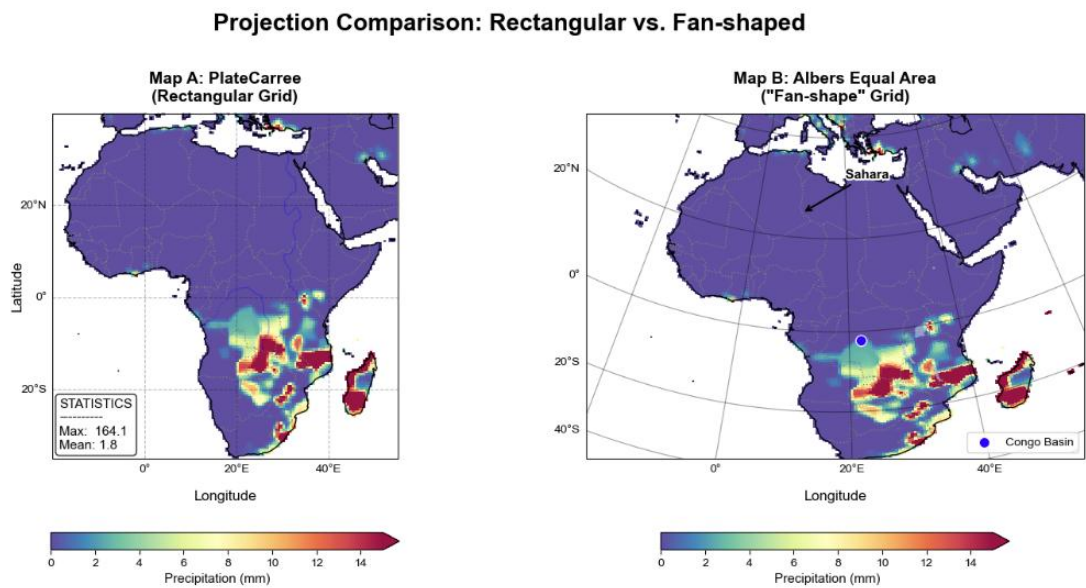 Projection Comparison: Rectangular vs. Fan-shaped
Map A: PlateCarree
(Rectangular Grid)
20°N
0°
20°S
Latitude
STATISTICS
----------
Max:  164.1
Mean: 1.8
0°
20°E
40°E
Longitude
0
2
4
6
8
10
12
14
Precipitation (mm)
Map B: Albers Equal Area
("Fan-shape" Grid)
Sahara
20°N
0°
20°S
40°S
Congo Basin
0°
20°E
40°E
Longitude
0
2
4
6
8
10
12
14
Precipitation (mm)